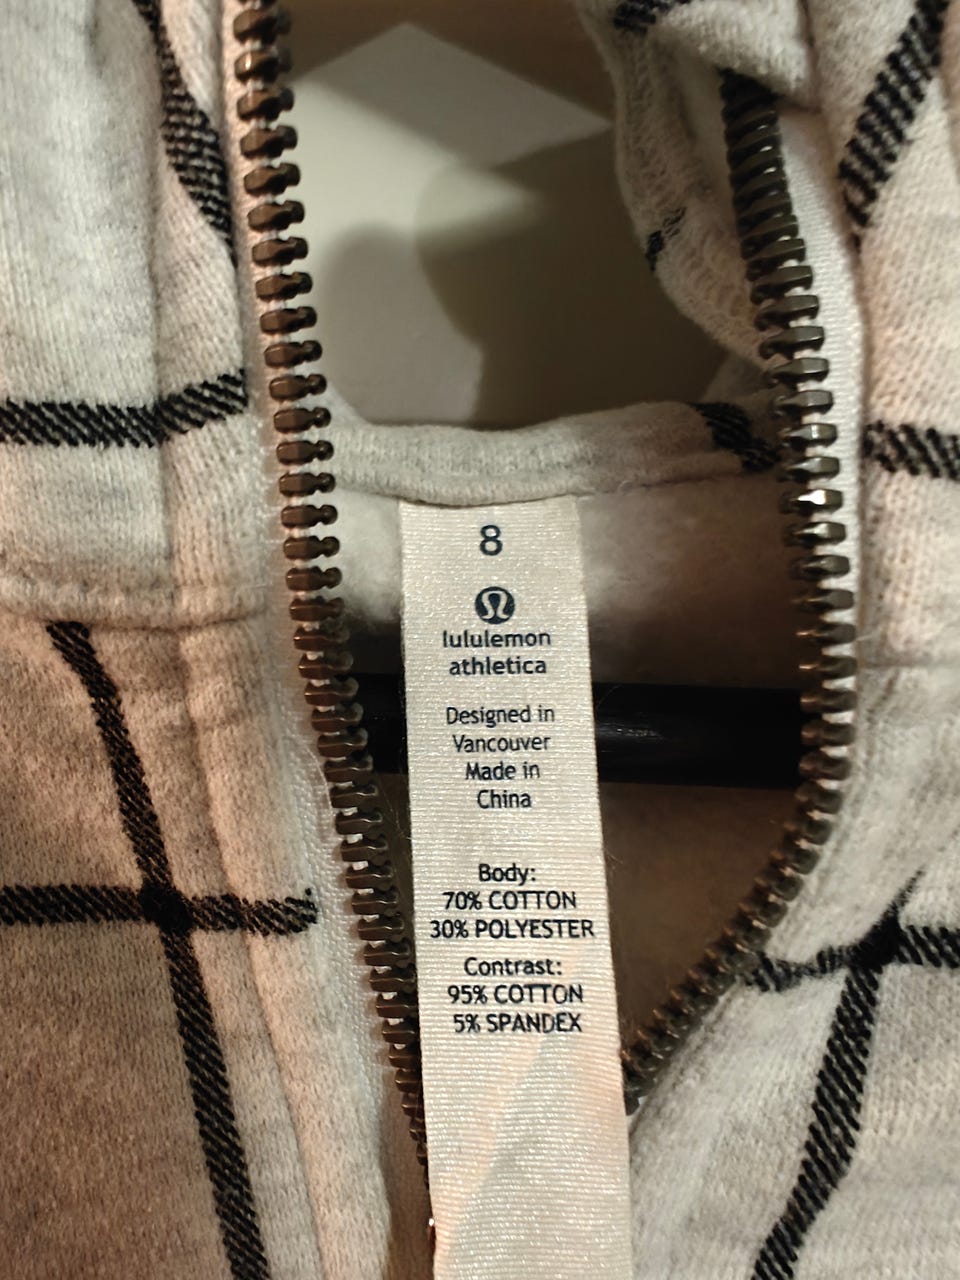 8
lululemon
athletica
Designed in
Vancouver
Made in
China
Body:
70% COTTON
30% POLYESTER
Contrast:
95% COTTON
5% SPANDEX